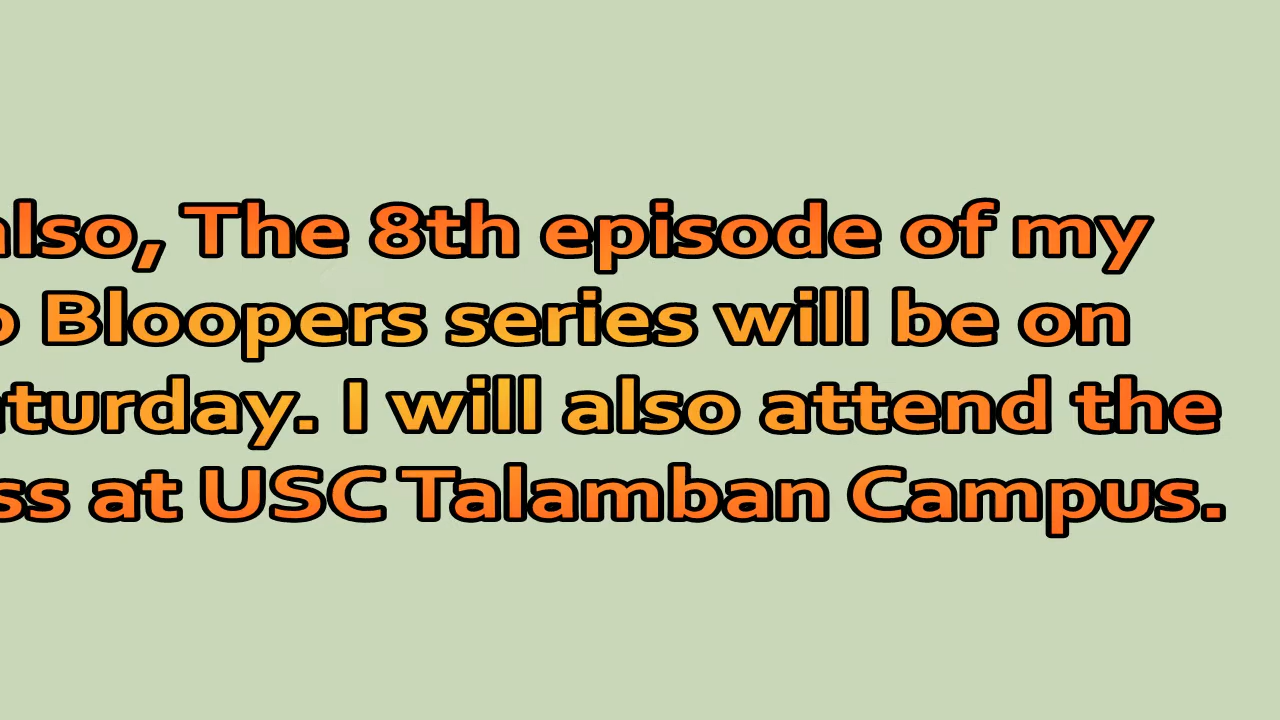 also, The 8th episode of my
Bloopers series will be on
aturday. I will also attend the
ss at USC Talamban Campus.